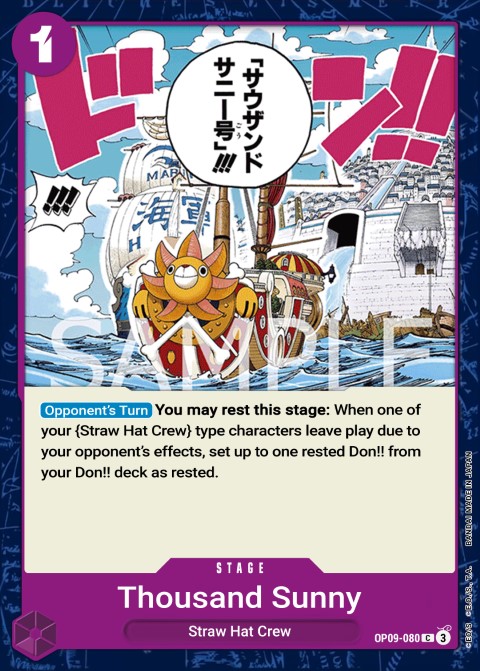 1
ドン!!
「サウザンド
サニー号」!!!
ごう
!!!
MARIN
海軍
SAMPLE
Opponent's Turn You may rest this stage: When one of
your {Straw Hat Crew} type characters leave play due to
your opponent's effects, set up to one rested Don!! from
your Don!! deck as rested.
STAGE
Thousand Sunny
Straw Hat Crew
OP09-080 C 3
©E.O/S ©E.O./S., T.A. BANDAI MADE IN JAPAN